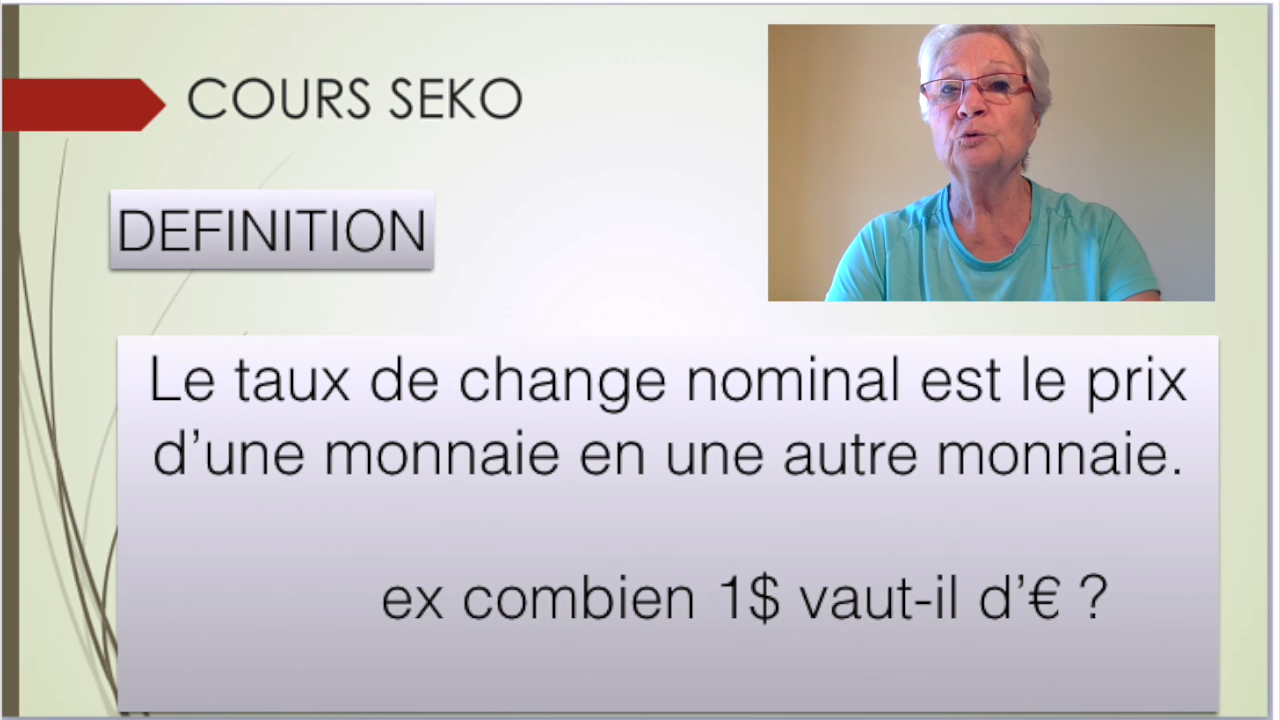 COURS SEKO
DEFINITION
Le taux de change nominal est le prix
d’une monnaie en une autre monnaie.
ex combien 1$ vaut-il d’€ ?